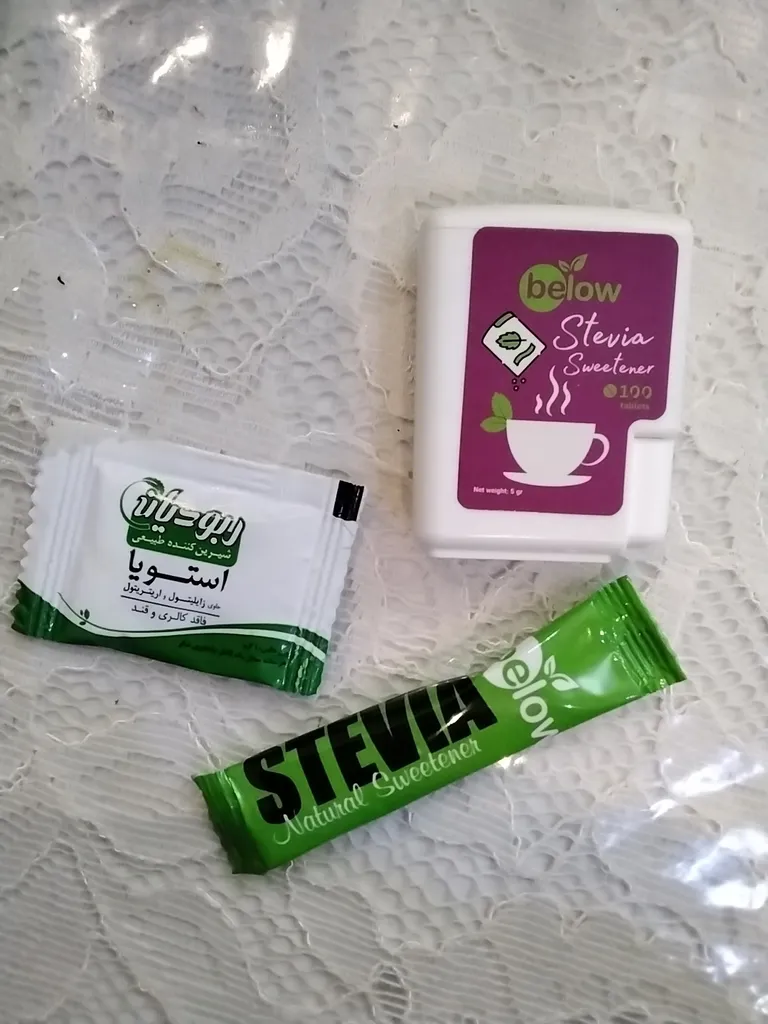 below
Stevia
Sweetener
100
tablets
Net weight: 5 gr
شیرین کننده طبیعی
استویا
حاوی زایلیتول و اریتریتول
فاقد کالری و قند
STEVIA
Natural Sweetener
elow